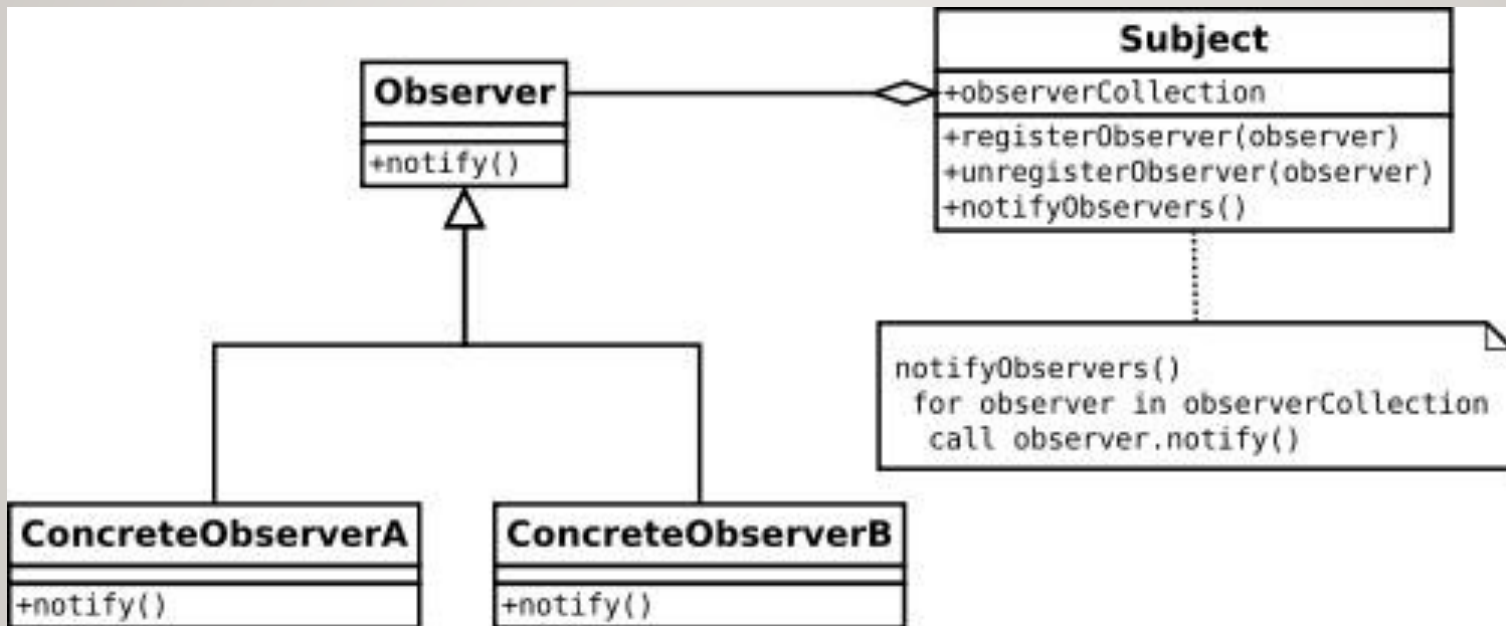 Observer
+notify()
Subject
+observerCollection
+registerObserver(observer)
+unregisterObserver(observer)
+notifyObservers()
notifyObservers()
for observer in observerCollection
call observer.notify()
ConcreteObserverA
+notify()
ConcreteObserverB
+notify()